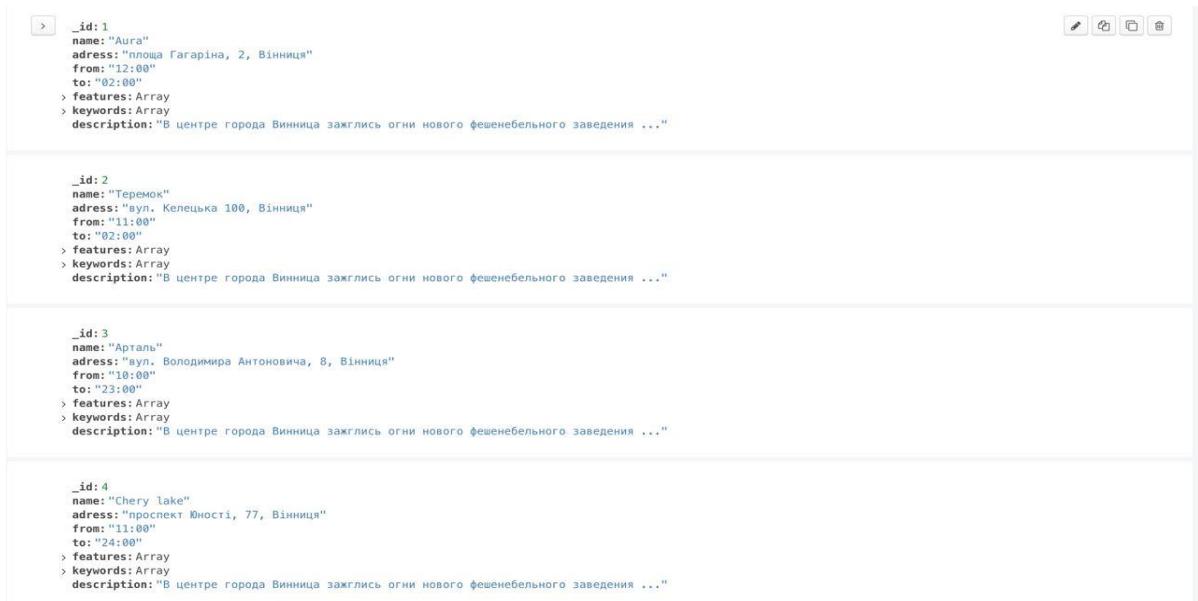 _id: 1
name: "Aura"
adress: "площа Гагаріна, 2, Вінниця"
from: "12:00"
to: "02:00"
> features: Array
> keywords: Array
description: "В центре города Винница зажглись огни нового фешенебельного заведения ..."
_id: 2
name: "Теремок"
adress: "вул. Келецька 100, Вінниця"
from: "11:00"
to: "02:00"
> features: Array
> keywords: Array
description: "В центре города Винница зажглись огни нового фешенебельного заведения ..."
_id: 3
name: "Арталь"
adress: "вул. Володимира Антоновича, 8, Вінниця"
from: "10:00"
to: "23:00"
> features: Array
> keywords: Array
description: "В центре города Винница зажглись огни нового фешенебельного заведения ..."
_id: 4
name: "Chery lake"
adress: "проспект Юності, 77, Вінниця"
from: "11:00"
to: "24:00"
> features: Array
> keywords: Array
description: "В центре города Винница зажглись огни нового фешенебельного заведения ..."